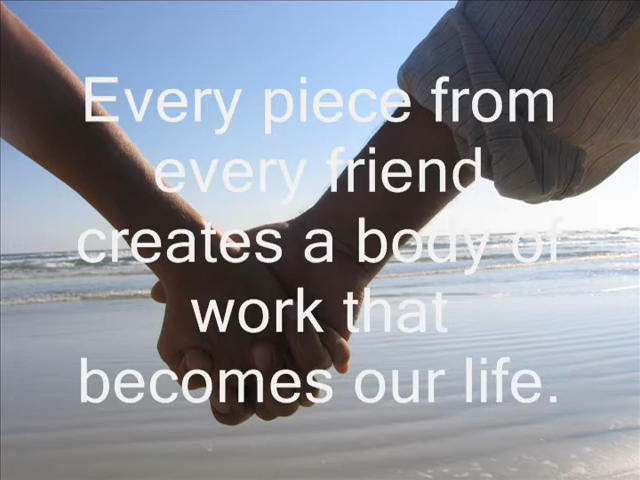 Every piece from
every friend
creates a body of
work that
becomes our life.